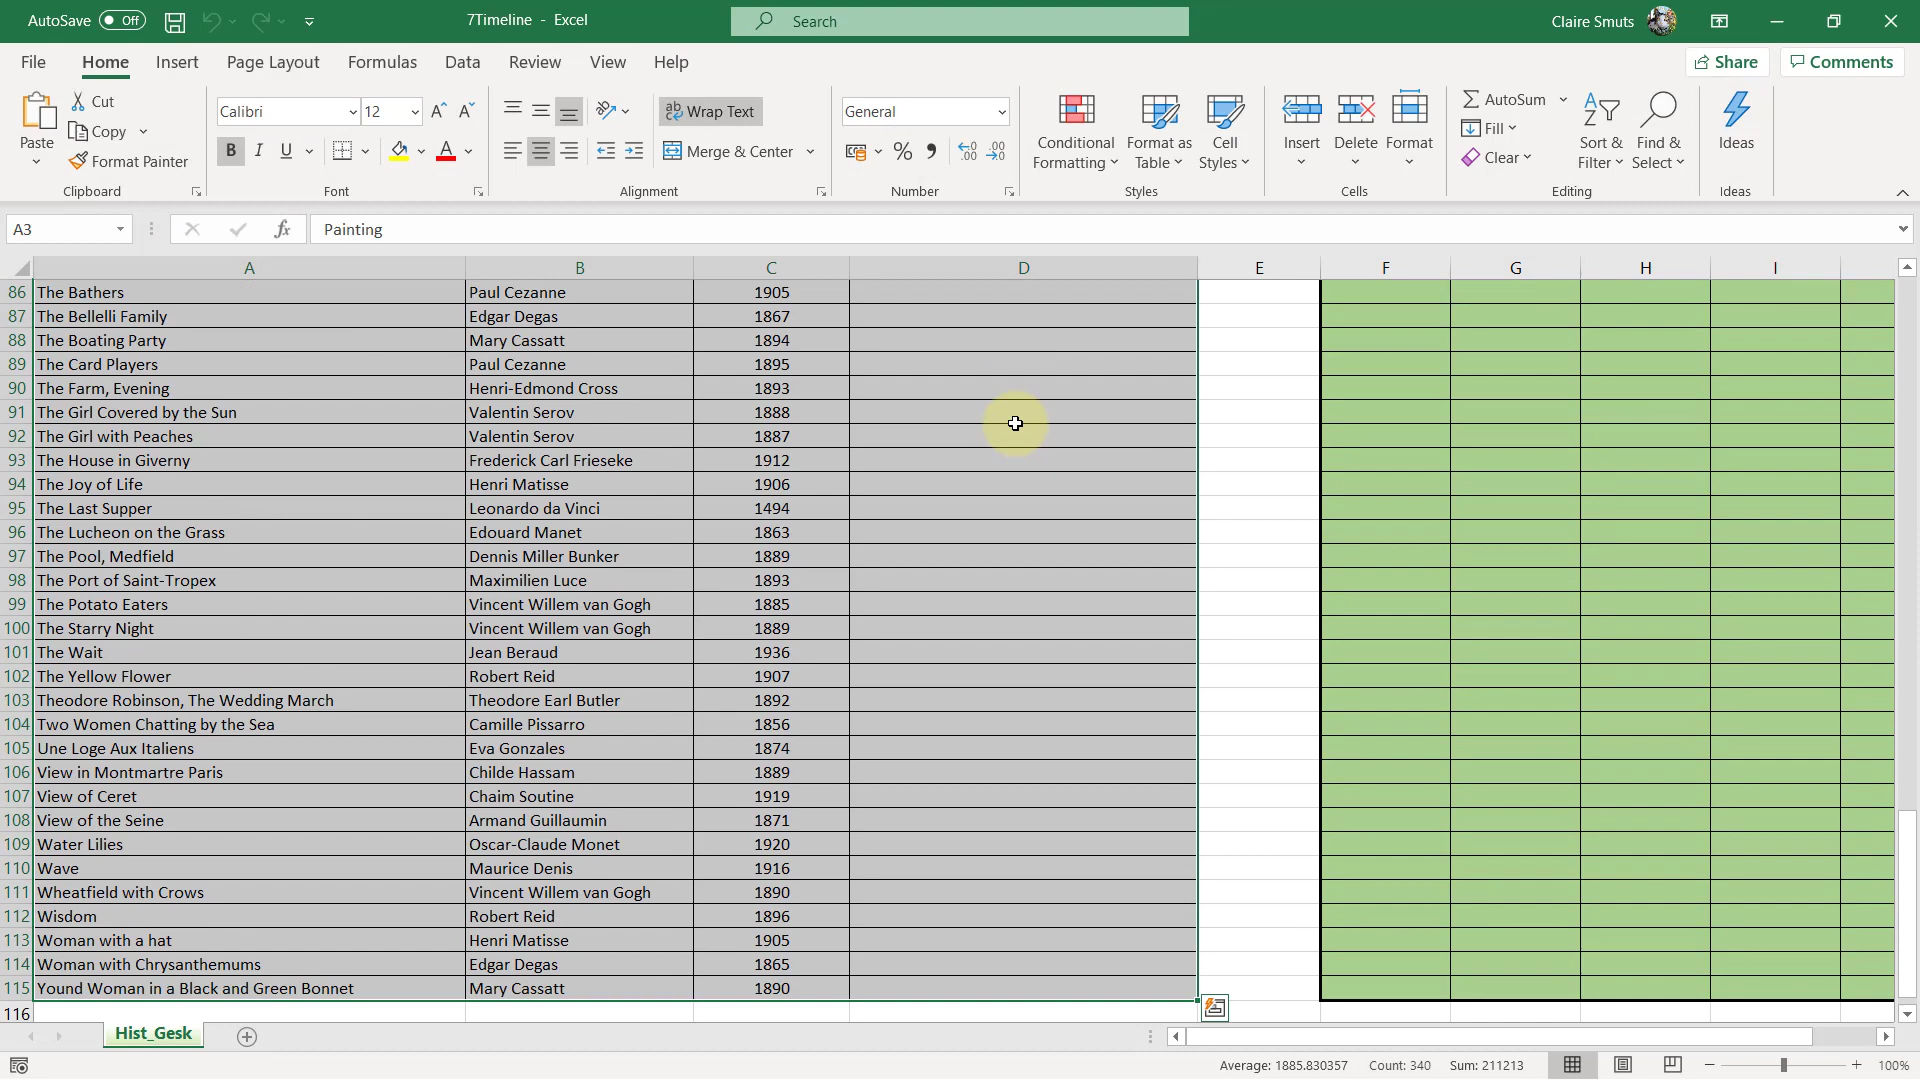 AutoSave Off 7Timeline - Excel Search Claire Smuts
File Home Insert Page Layout Formulas Data Review View Help Share Comments
Paste Cut Copy Format Painter Clipboard
Calibri 12 A A B I U A Font
ab Wrap Text Merge & Center Alignment
General % Number
Conditional Formatting Format as Table Cell Styles Styles
Insert Delete Format Cells
AutoSum Fill Clear Sort & Filter Find & Select Editing
Ideas Ideas
A3 fx Painting
A B C D E F G H I
86 The Bathers Paul Cezanne 1905
87 The Bellelli Family Edgar Degas 1867
88 The Boating Party Mary Cassatt 1894
89 The Card Players Paul Cezanne 1895
90 The Farm, Evening Henri-Edmond Cross 1893
91 The Girl Covered by the Sun Valentin Serov 1888
92 The Girl with Peaches Valentin Serov 1887
93 The House in Giverny Frederick Carl Frieseke 1912
94 The Joy of Life Henri Matisse 1906
95 The Last Supper Leonardo da Vinci 1494
96 The Lucheon on the Grass Edouard Manet 1863
97 The Pool, Medfield Dennis Miller Bunker 1889
98 The Port of Saint-Tropex Maximilien Luce 1893
99 The Potato Eaters Vincent Willem van Gogh 1885
100 The Starry Night Vincent Willem van Gogh 1889
101 The Wait Jean Beraud 1936
102 The Yellow Flower Robert Reid 1907
103 Theodore Robinson, The Wedding March Theodore Earl Butler 1892
104 Two Women Chatting by the Sea Camille Pissarro 1856
105 Une Loge Aux Italiens Eva Gonzales 1874
106 View in Montmartre Paris Childe Hassam 1889
107 View of Ceret Chaim Soutine 1919
108 View of the Seine Armand Guillaumin 1871
109 Water Lilies Oscar-Claude Monet 1920
110 Wave Maurice Denis 1916
111 Wheatfield with Crows Vincent Willem van Gogh 1890
112 Wisdom Robert Reid 1896
113 Woman with a hat Henri Matisse 1905
114 Woman with Chrysanthemums Edgar Degas 1865
115 Yound Woman in a Black and Green Bonnet Mary Cassatt 1890
116
Hist_Gesk
Average: 1885.830357 Count: 340 Sum: 211213 100%